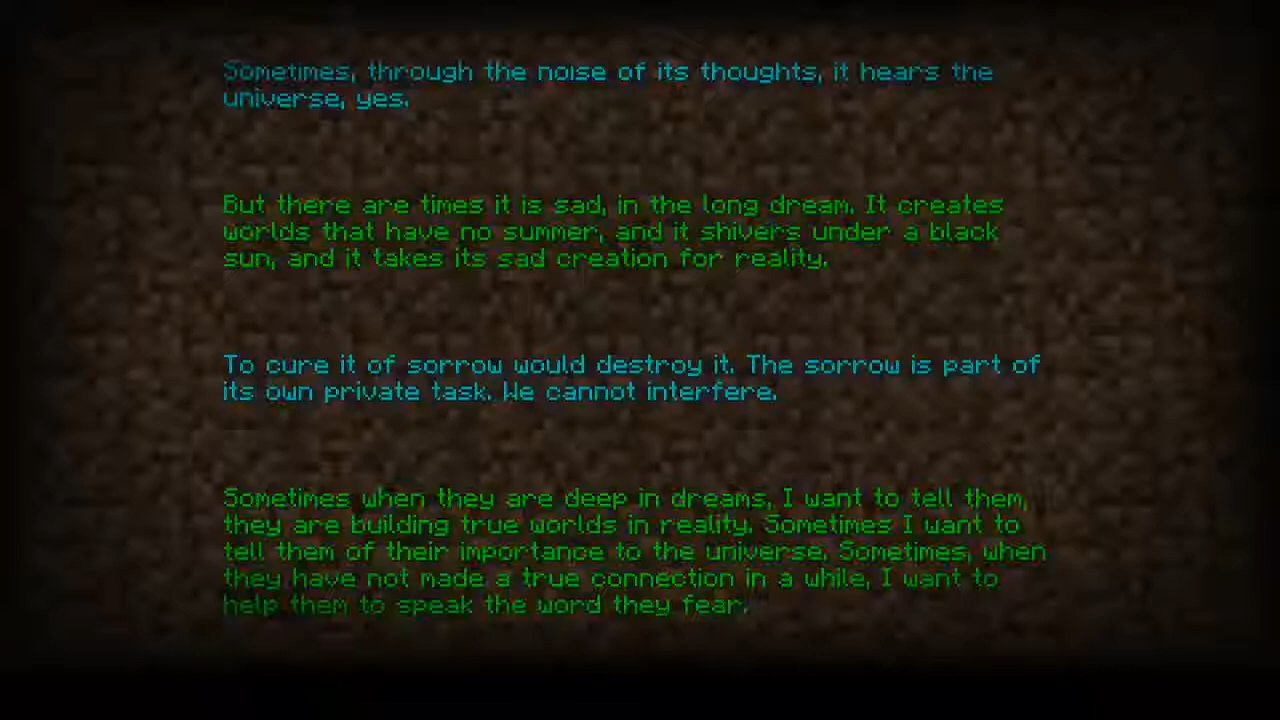 Sometimes, through the noise of its thoughts, it hears the
universe, yes.
But there are times it is sad, in the long dream. It creates
worlds that have no summer, and it shivers under a black
sun, and it takes its sad creation for reality.
To cure it of sorrow would destroy it. The sorrow is part of
its own private task. We cannot interfere.
Sometimes when they are deep in dreams, I want to tell them,
they are building true worlds in reality. Sometimes I want to
tell them of their importance to the universe. Sometimes, when
they have not made a true connection in a while, I want to
help them to speak the word they fear.